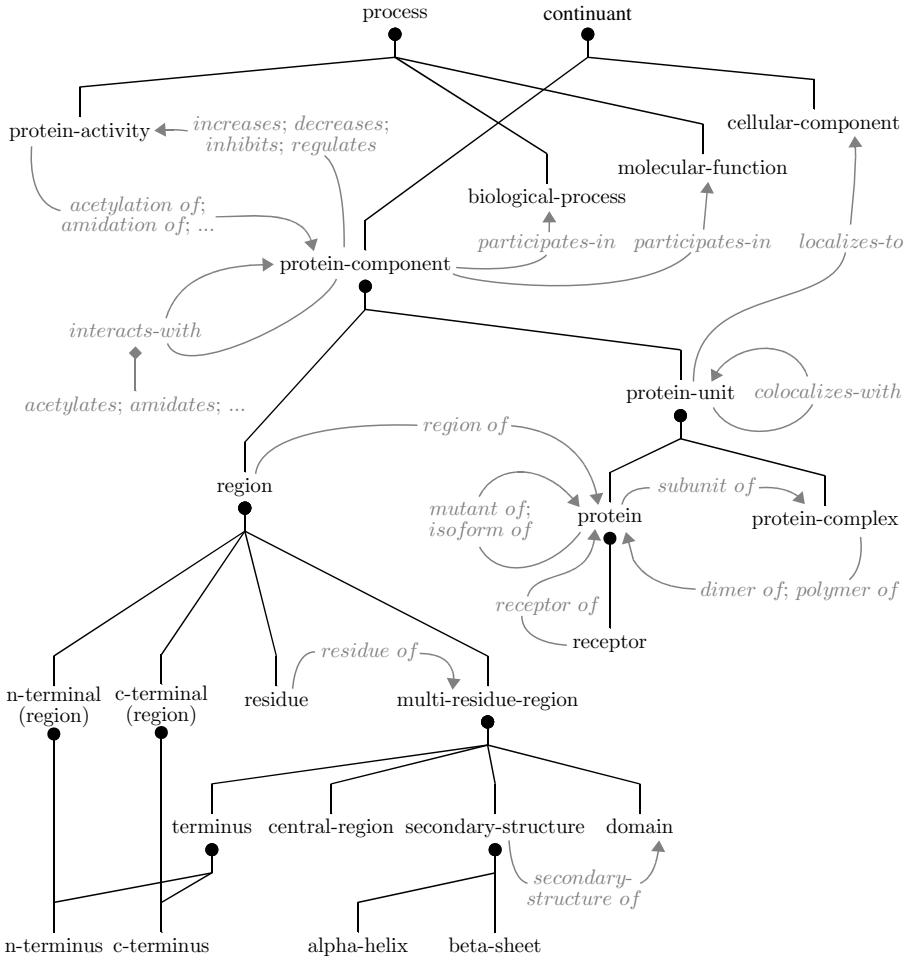 process
continuant
protein-activity
increases; decreases;
inhibits; regulates
cellular-component
molecular-function
biological-process
acetylation of;
amidation of; ...
participates-in
participates-in
localizes-to
protein-component
interacts-with
acetylates; amidates; ...
protein-unit
colocalizes-with
region of
region
subunit of
mutant of;
isoform of
protein
protein-complex
dimer of; polymer of
receptor of
receptor
residue of
n-terminal
(region)
c-terminal
(region)
residue
multi-residue-region
terminus
central-region
secondary-structure
domain
secondary-
structure of
n-terminus
c-terminus
alpha-helix
beta-sheet